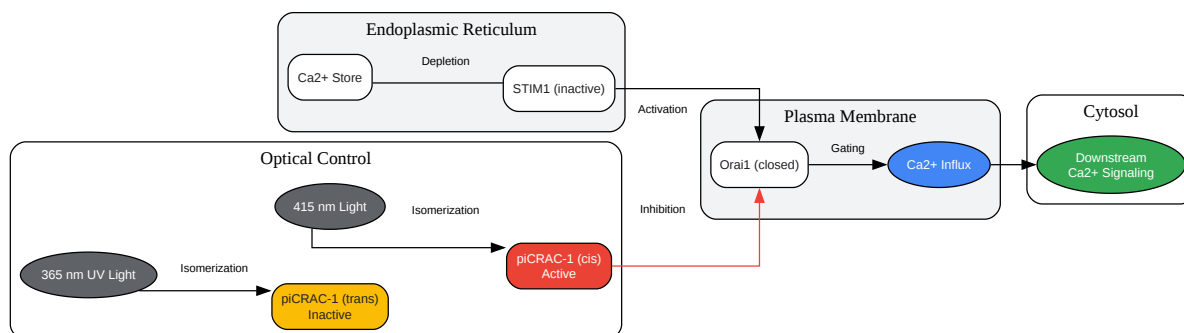 Endoplasmic Reticulum
Ca2+ Store
Depletion
STIM1 (inactive)
Activation
Plasma Membrane
Orai1 (closed)
Gating
Ca2+ Influx
Cytosol
Downstream
Ca2+ Signaling
Optical Control
415 nm Light
Isomerization
Inhibition
365 nm UV Light
Isomerization
piCRAC-1 (cis)
Active
piCRAC-1 (trans)
Inactive